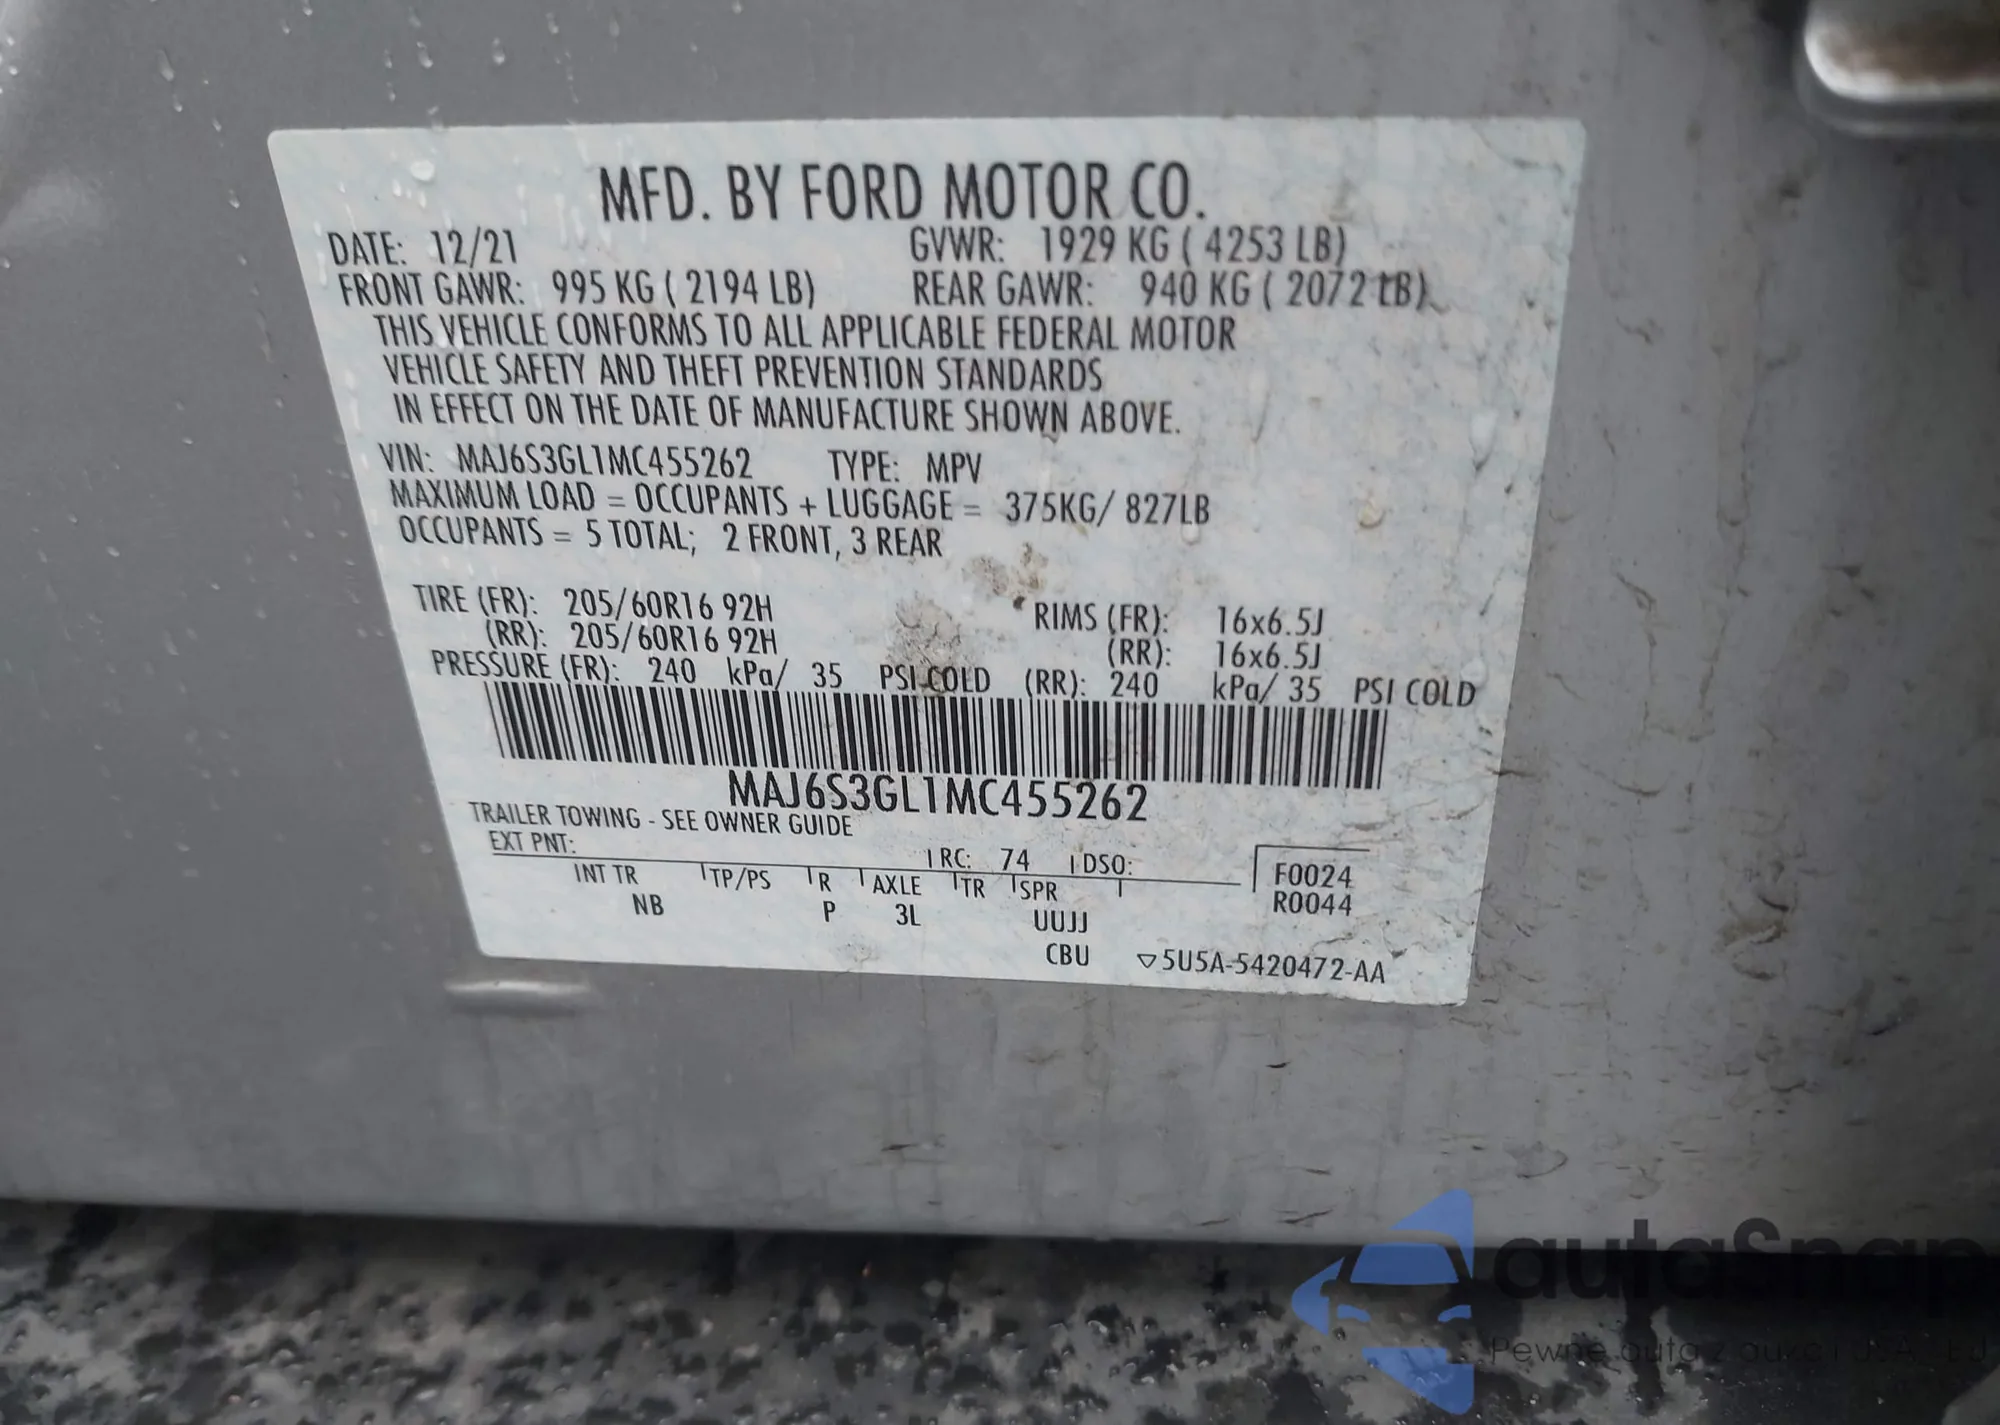 MFD. BY FORD MOTOR CO.
DATE: 12/21 GVWR: 1929 KG ( 4253 LB)
FRONT GAWR: 995 KG ( 2194 LB) REAR GAWR: 940 KG ( 2072 LB)
THIS VEHICLE CONFORMS TO ALL APPLICABLE FEDERAL MOTOR
VEHICLE SAFETY AND THEFT PREVENTION STANDARDS
IN EFFECT ON THE DATE OF MANUFACTURE SHOWN ABOVE.
VIN: MAJ6S3GL1MC455262 TYPE: MPV
MAXIMUM LOAD = OCCUPANTS + LUGGAGE = 375KG/ 827LB
OCCUPANTS = 5 TOTAL; 2 FRONT, 3 REAR
TIRE (FR): 205/60R16 92H RIMS (FR): 16x6.5J
(RR): 205/60R16 92H (RR): 16x6.5J
PRESSURE (FR): 240 kPa/ 35 PSI COLD (RR): 240 kPa/ 35 PSI COLD
MAJ6S3GL1MC455262
TRAILER TOWING - SEE OWNER GUIDE
EXT PNT: RC: 74 DSO: F0024
INT TR TP/PS R AXLE TR SPR R0044
NB P 3L UUJJ
CBU ▽5U5A-5420472-AA
autoSnap
Pewne auta z